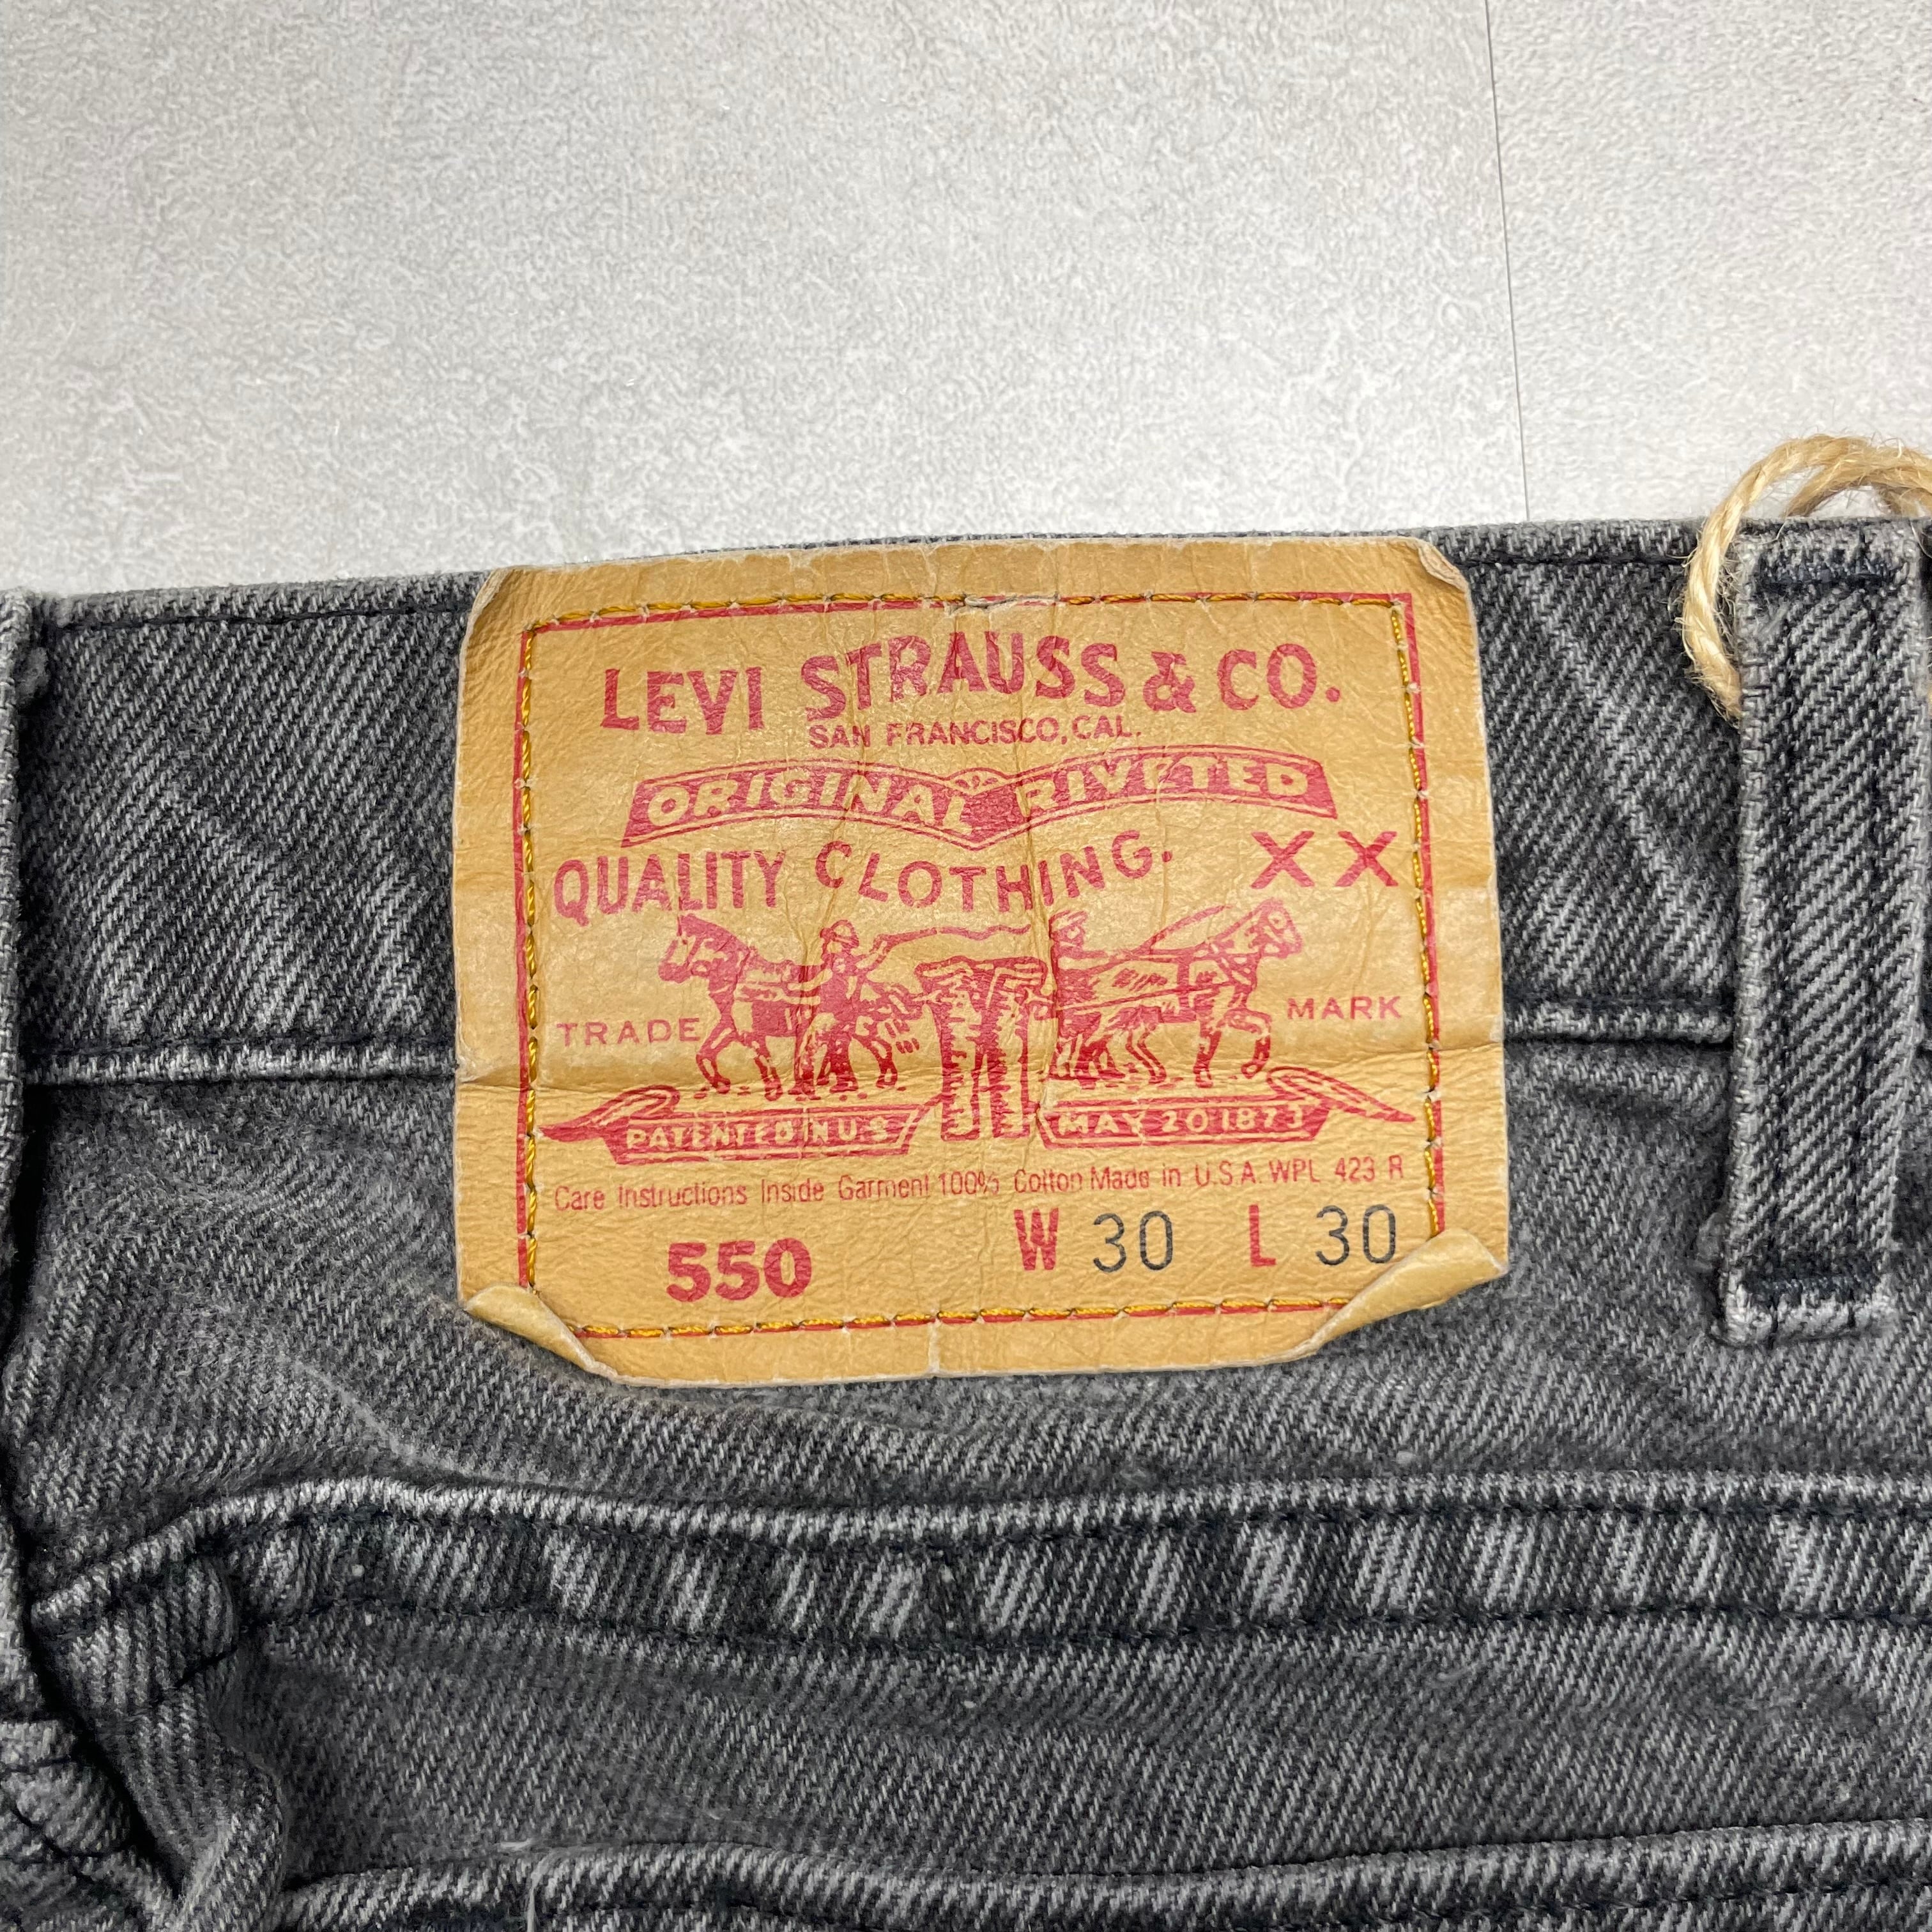 LEVI STRAUSS & CO.
SAN FRANCISCO, CAL.
ORIGINAL RIVETED
QUALITY CLOTHING. XX
TRADE MARK
PATENTED IN U S MAY 20 1873
Care Instructions Inside Garment 100% Cotton Made in U.S.A. WPL 423 R
550 W 30 L 30